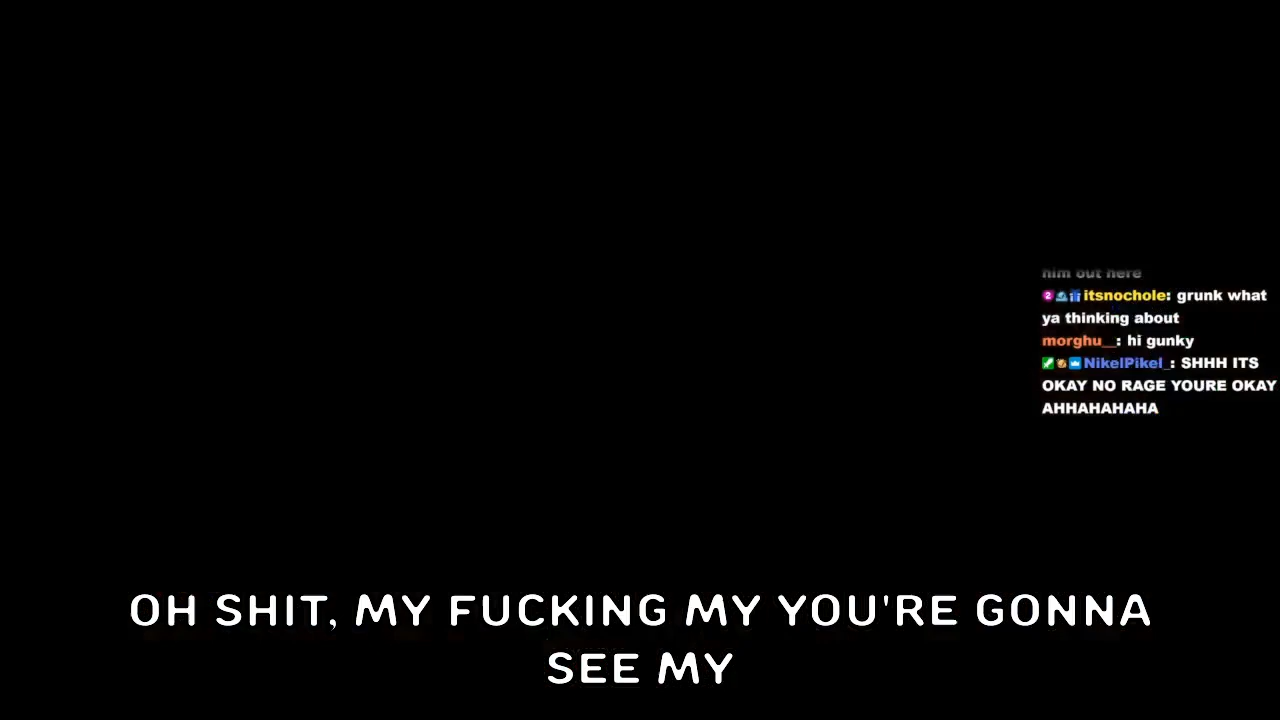 him out here
itsnochole: grunk what
ya thinking about
morghu__: hi gunky
NikelPikel_: SHHH ITS
OKAY NO RAGE YOURE OKAY
AHHAHAHAHA
OH SHIT, MY FUCKING MY YOU'RE GONNA
SEE MY